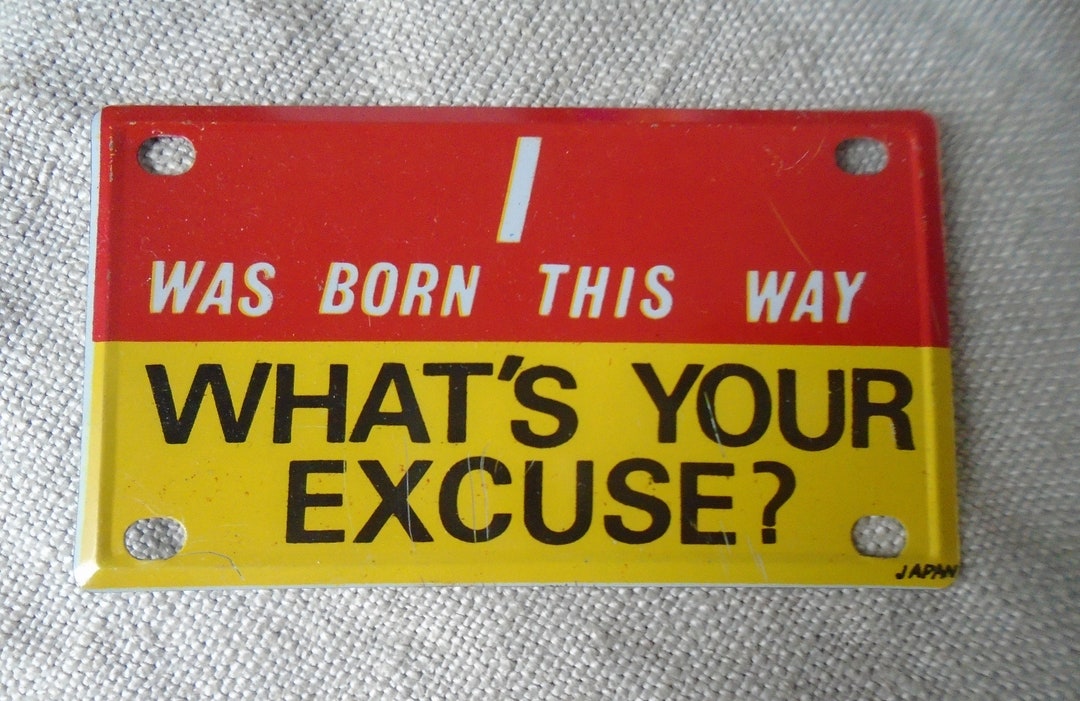 I
WAS BORN THIS WAY
WHAT'S YOUR
EXCUSE?
JAPAN